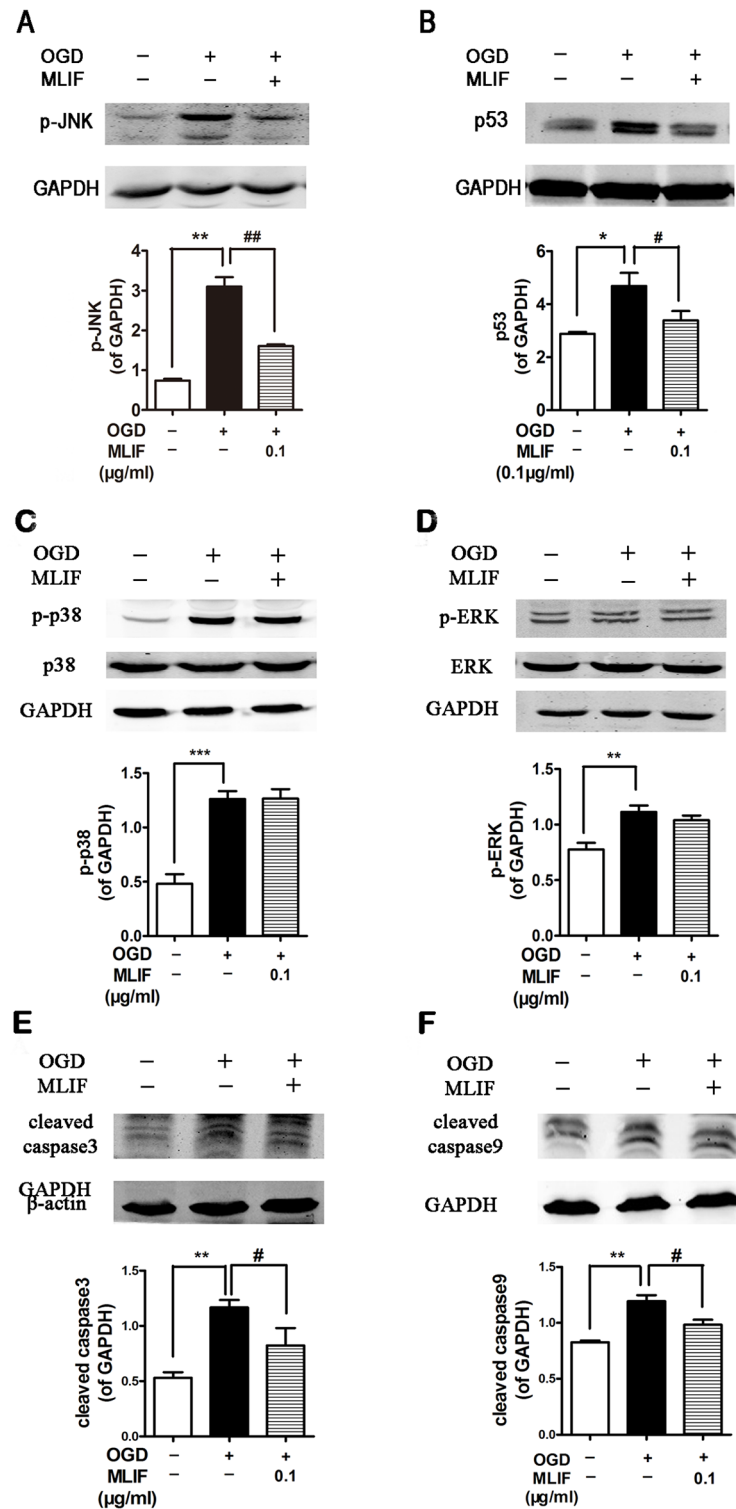 A
OGD − + +
MLIF − − +
p-JNK
GAPDH
** ##
p-JNK
(of GAPDH)
4
3
2
1
0
OGD − + +
MLIF − − 0.1
(μg/ml)
B
OGD − + +
MLIF − − +
p53
GAPDH
* #
p53
(of GAPDH)
6
4
2
0
OGD − + +
MLIF − − 0.1
(0.1μg/ml)
C
OGD − + +
MLIF − − +
p-p38
p38
GAPDH
***
p-p38
(of GAPDH)
1.5
1.0
0.5
0.0
OGD − + +
MLIF − − 0.1
(μg/ml)
D
OGD − + +
MLIF − − +
p-ERK
ERK
GAPDH
**
p-ERK
(of GAPDH)
1.5
1.0
0.5
0.0
OGD − + +
MLIF − − 0.1
(μg/ml)
E
OGD − + +
MLIF − − +
cleaved
caspase3
GAPDH
β-actin
** #
cleaved caspase3
(of GAPDH)
1.5
1.0
0.5
0.0
OGD − + +
MLIF − − 0.1
(μg/ml)
F
OGD − + +
MLIF − − +
cleaved
caspase9
GAPDH
** #
cleaved caspase9
(of GAPDH)
1.5
1.0
0.5
0.0
OGD − + +
MLIF − − 0.1
(μg/ml)